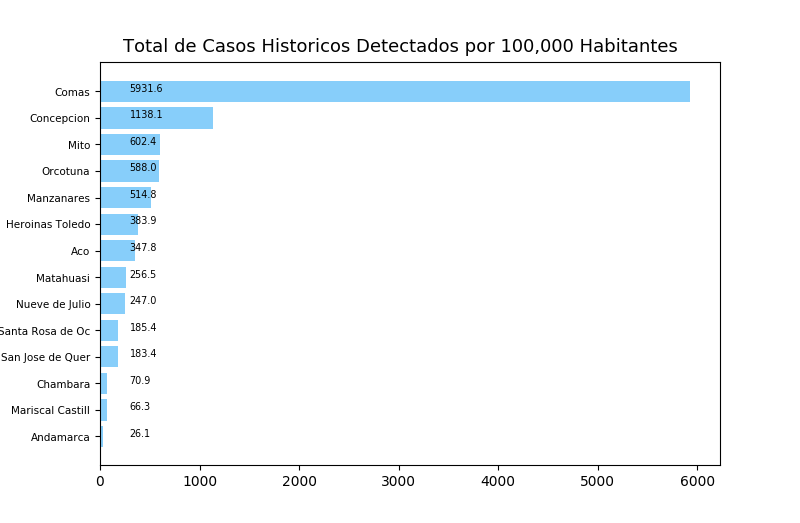 Total de Casos Historicos Detectados por 100,000 Habitantes
Comas 5931.6
Concepcion 1138.1
Mito 602.4
Orcotuna 588.0
Manzanares 514.8
Heroinas Toledo 383.9
Aco 347.8
Matahuasi 256.5
Nueve de Julio 247.0
Santa Rosa de Oc 185.4
San Jose de Quer 183.4
Chambara 70.9
Mariscal Castill 66.3
Andamarca 26.1
0 1000 2000 3000 4000 5000 6000